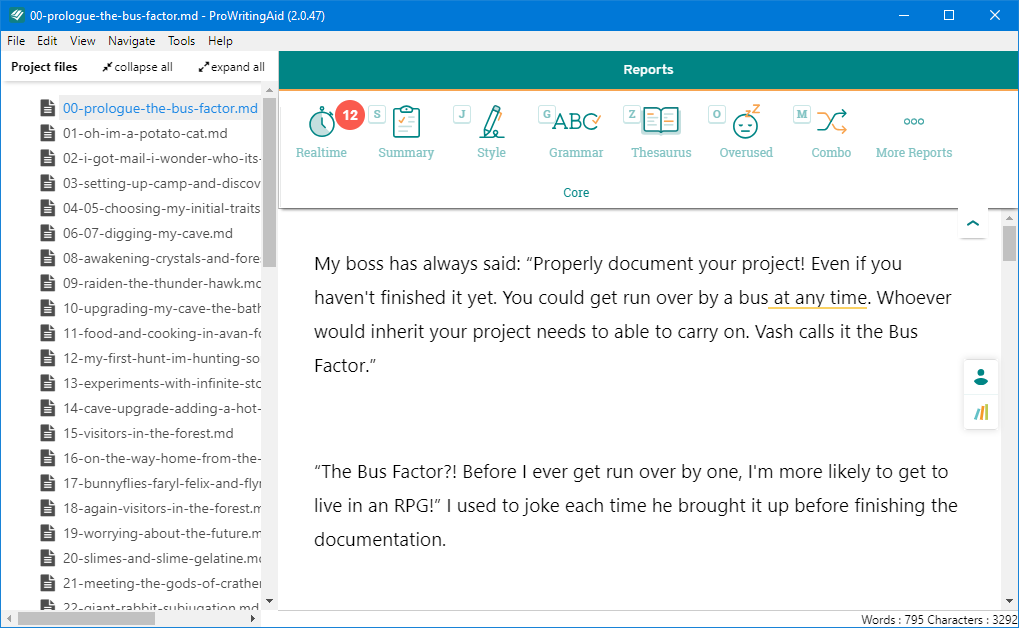 00-prologue-the-bus-factor.md - ProWritingAid (2.0.47)
File Edit View Navigate Tools Help
Project files collapse all expand all
Reports
00-prologue-the-bus-factor.md
01-oh-im-a-potato-cat.md
02-i-got-mail-i-wonder-who-its-
03-setting-up-camp-and-discov
04-05-choosing-my-initial-traits
06-07-digging-my-cave.md
08-awakening-crystals-and-fore
09-raiden-the-thunder-hawk.md
10-upgrading-my-cave-the-bath
11-food-and-cooking-in-avan-fo
12-my-first-hunt-im-hunting-so
13-experiments-with-infinite-sto
14-cave-upgrade-adding-a-hot-
15-visitors-in-the-forest.md
16-on-the-way-home-from-the-
17-bunnyflies-faryl-felix-and-flyi
18-again-visitors-in-the-forest.m
19-worrying-about-the-future.m
20-slimes-and-slime-gelatine.md
21-meeting-the-gods-of-crather
22-giant-rabbit-subjugation.md
12 S J G ABC Z O Z Z M
Realtime Summary Style Grammar Thesaurus Overused Combo More Reports
Core
My boss has always said: “Properly document your project! Even if you
haven't finished it yet. You could get run over by a bus at any time. Whoever
would inherit your project needs to able to carry on. Vash calls it the Bus
Factor.”
“The Bus Factor?! Before I ever get run over by one, I'm more likely to get to
live in an RPG!” I used to joke each time he brought it up before finishing the
documentation.
Words : 795 Characters : 3292